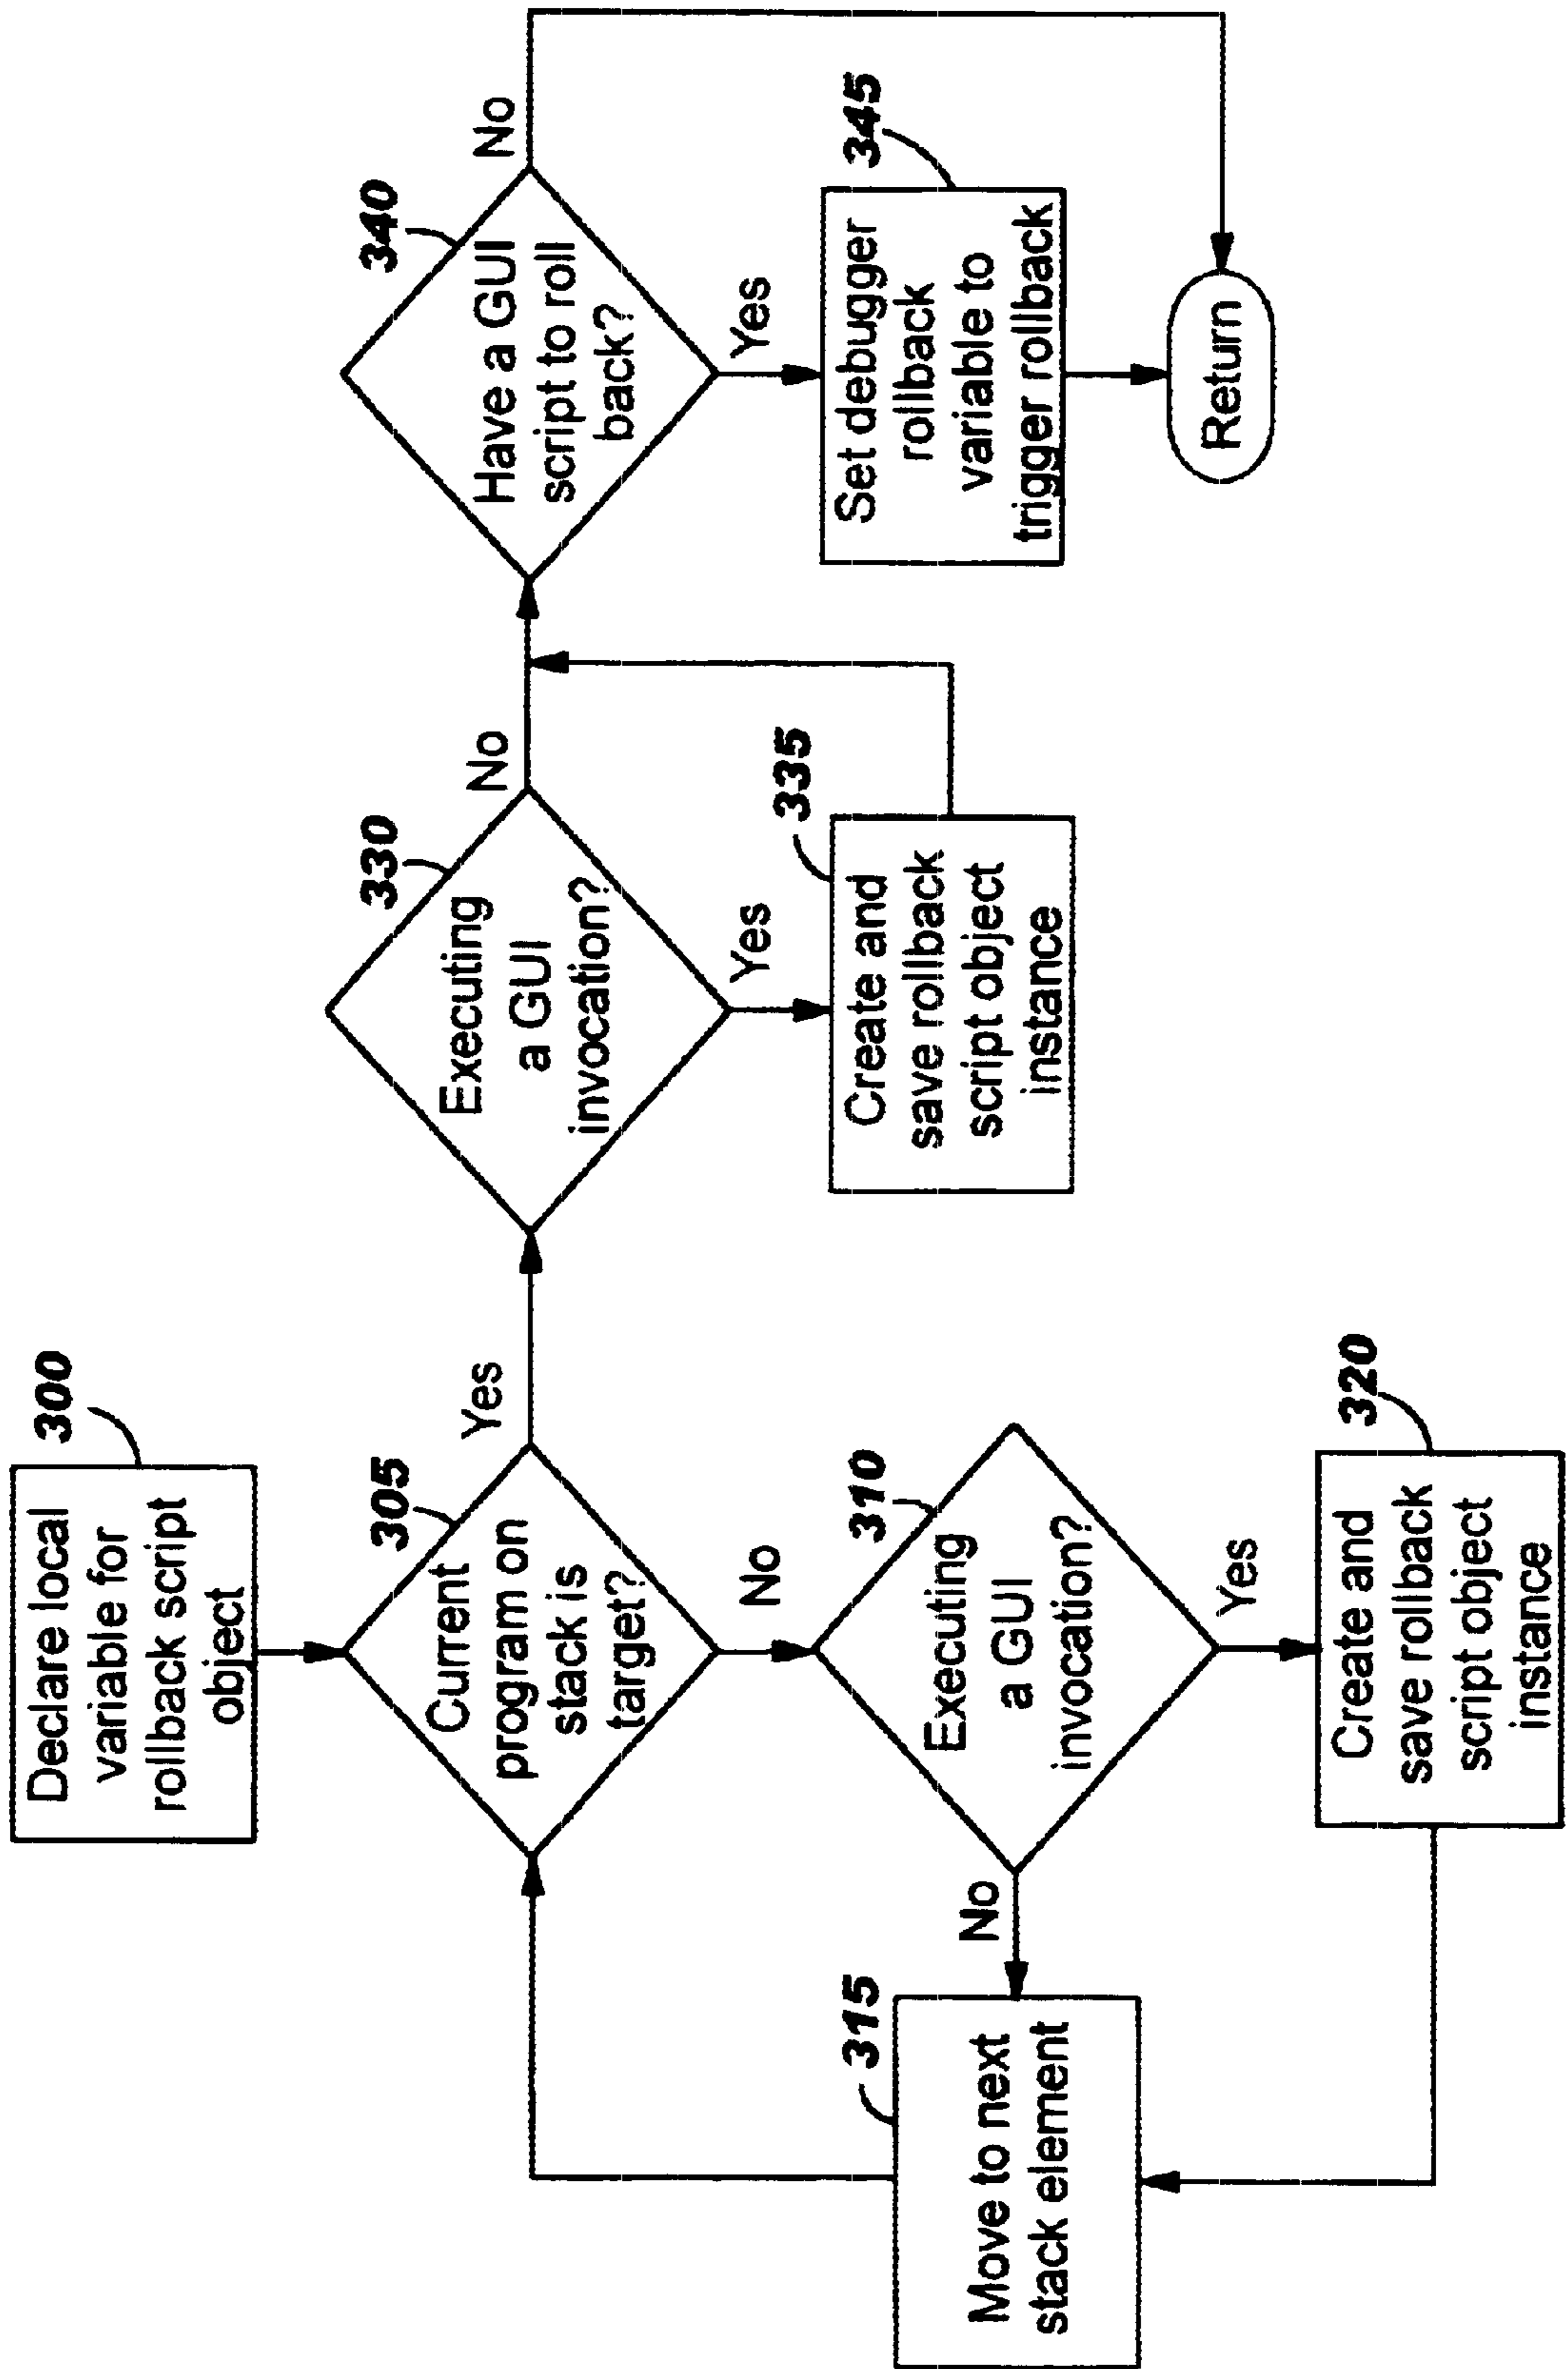 Declare local
variable for
rollback script
object
300
Current
program on
stack is
target?
305
Yes
No
Executing
a GUI
invocation?
310
No
Yes
Move to next
stack element
315
Create and
save rollback
script object
instance
320
Executing
a GUI
invocation?
330
No
Yes
Create and
save rollback
script object
instance
335
Have a GUI
script to roll
back?
340
No
Yes
Set debugger
rollback
variable to
trigger rollback
345
Return